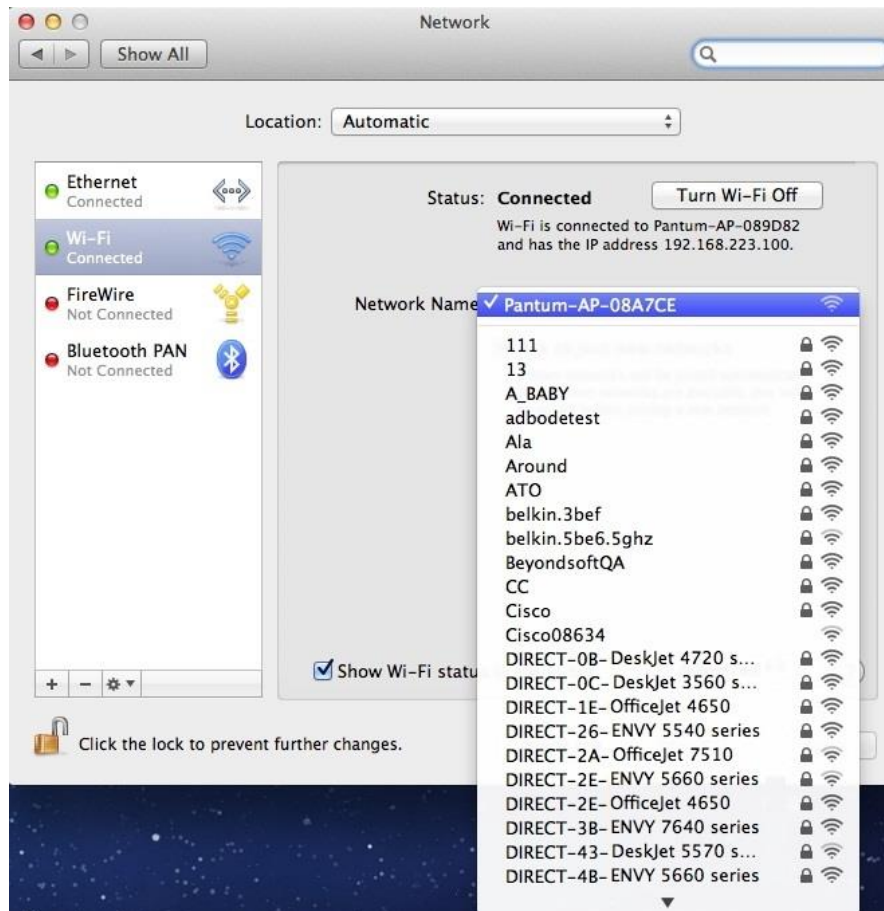 Network
Show All
Location: Automatic
Ethernet
Connected
Wi-Fi
Connected
FireWire
Not Connected
Bluetooth PAN
Not Connected
Status: Connected
Turn Wi-Fi Off
Wi-Fi is connected to Pantum-AP-089D82
and has the IP address 192.168.223.100.
Network Name
✓ Pantum-AP-08A7CE
111
13
A_BABY
adbodetest
Ala
Around
ATO
belkin.3bef
belkin.5be6.5ghz
BeyondsoftQA
CC
Cisco
Cisco08634
DIRECT-0B-DeskJet 4720 s...
DIRECT-0C-DeskJet 3560 s...
DIRECT-1E-OfficeJet 4650
DIRECT-26-ENVY 5540 series
DIRECT-2A-OfficeJet 7510
DIRECT-2E-ENVY 5660 series
DIRECT-2E-OfficeJet 4650
DIRECT-3B-ENVY 7640 series
DIRECT-43-DeskJet 5570 s...
DIRECT-4B-ENVY 5660 series
Show Wi-Fi statu
Click the lock to prevent further changes.